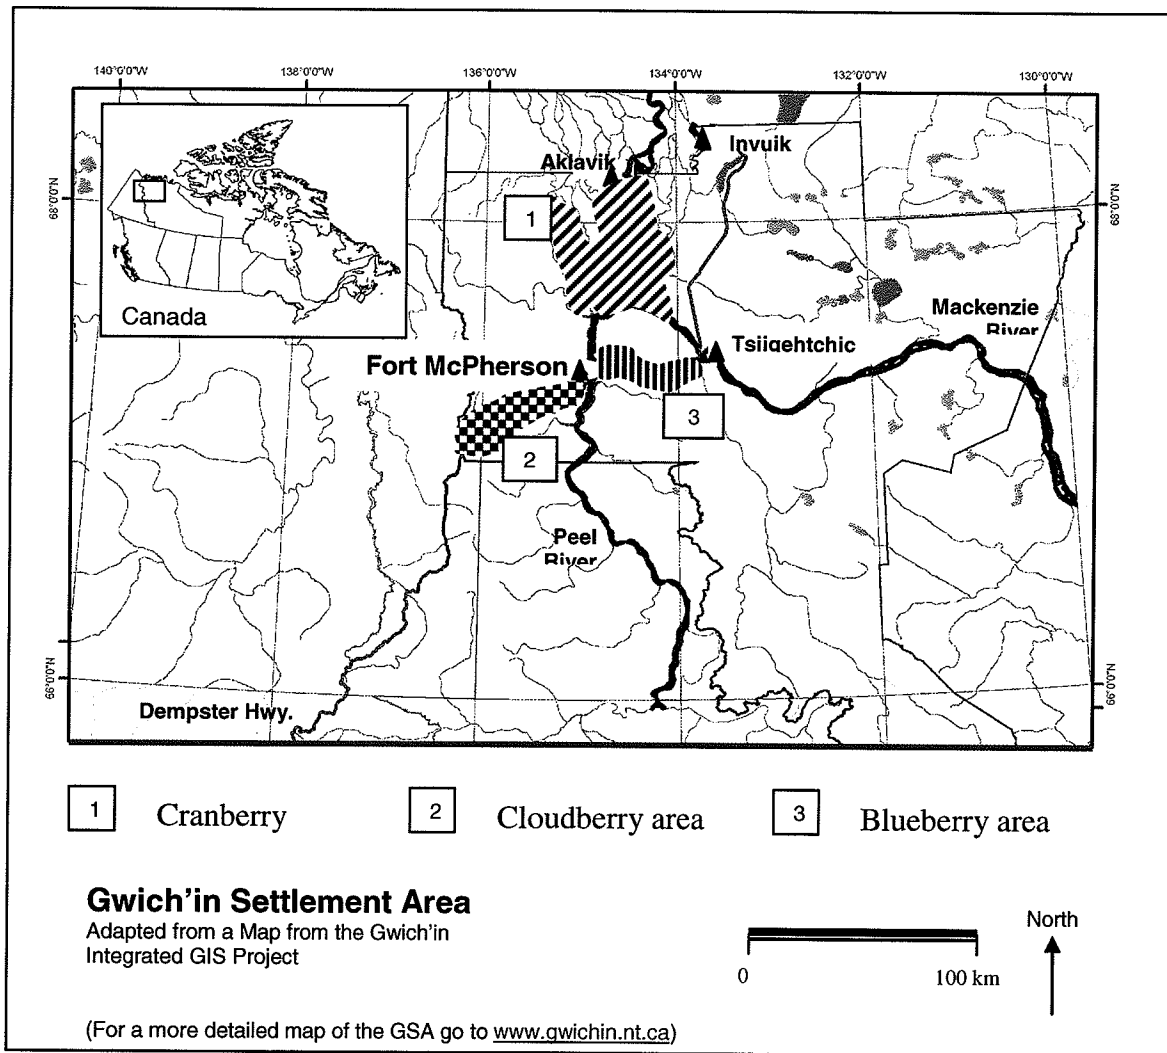 140°0'0"W 138°0'0"W 136°0'0"W 134°0'0"W 132°0'0"W 130°0'0"W
68°0'0"N
68°0'0"N
Canada
Aklavik
Invuik
1
Mackenzie
River
Tsiigehtchic
Fort McPherson
3
2
Peel
River
66°0'0"N
66°0'0"N
Dempster Hwy.
1 Cranberry
2 Cloudberry area
3 Blueberry area
Gwich'in Settlement Area
Adapted from a Map from the Gwich'in
Integrated GIS Project
North
0 100 km
(For a more detailed map of the GSA go to www.gwichin.nt.ca)